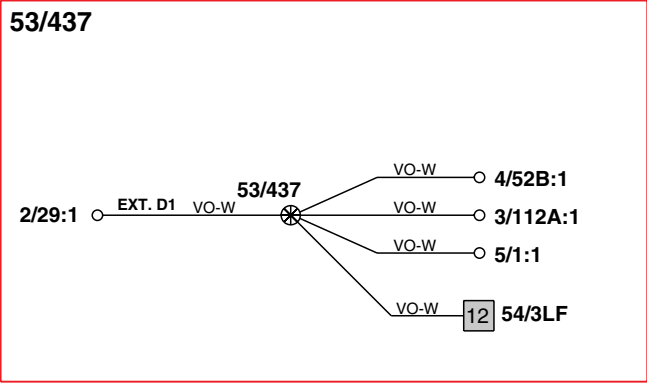 53/437
VO-W
4/52B:1
53/437
2/29:1 EXT. D1 VO-W VO-W 3/112A:1
VO-W
5/1:1
VO-W 12 54/3LF